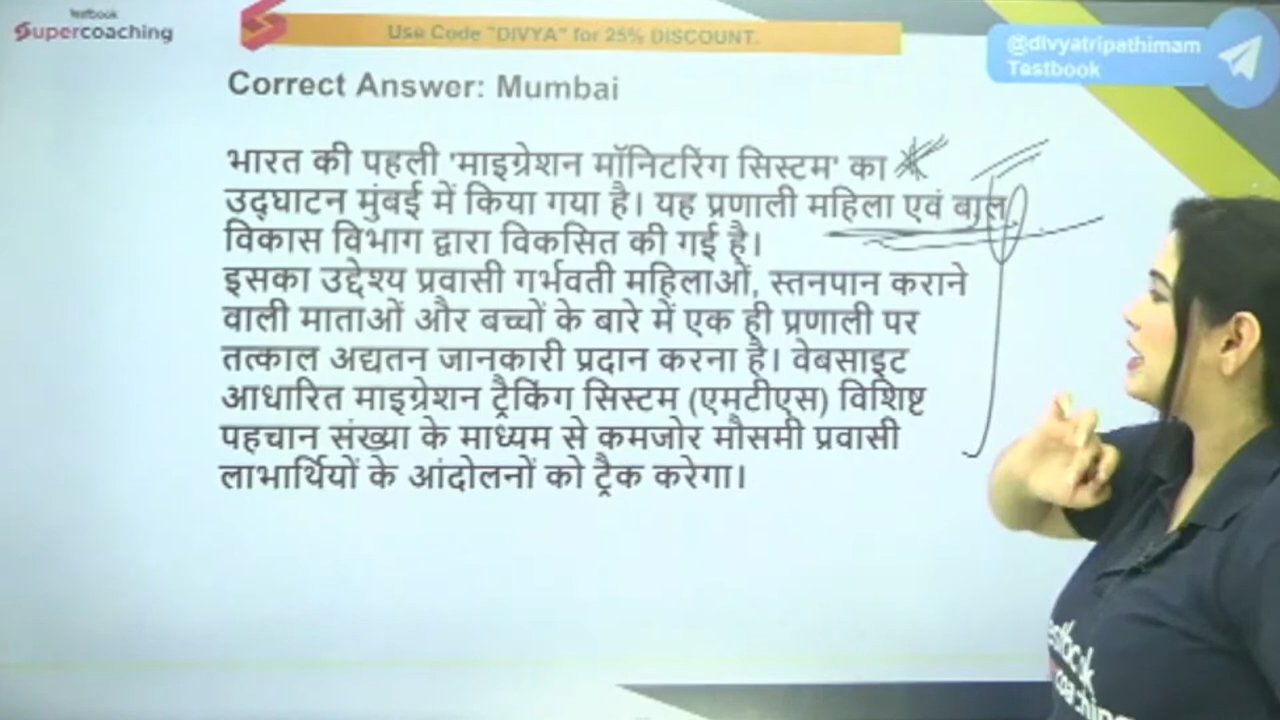 Testbook
Supercoaching
Use Code "DIVYA" for 25% DISCOUNT.
@divyatripathimam
Testbook
Correct Answer: Mumbai
भारत की पहली 'माइग्रेशन मॉनिटरिंग सिस्टम' का
उद्घाटन मुंबई में किया गया है। यह प्रणाली महिला एवं बाल
विकास विभाग द्वारा विकसित की गई है।
इसका उद्देश्य प्रवासी गर्भवती महिलाओं, स्तनपान कराने
वाली माताओं और बच्चों के बारे में एक ही प्रणाली पर
तत्काल अद्यतन जानकारी प्रदान करना है। वेबसाइट
आधारित माइग्रेशन ट्रैकिंग सिस्टम (एमटीएस) विशिष्ट
पहचान संख्या के माध्यम से कमजोर मौसमी प्रवासी
लाभार्थियों के आंदोलनों को ट्रैक करेगा।